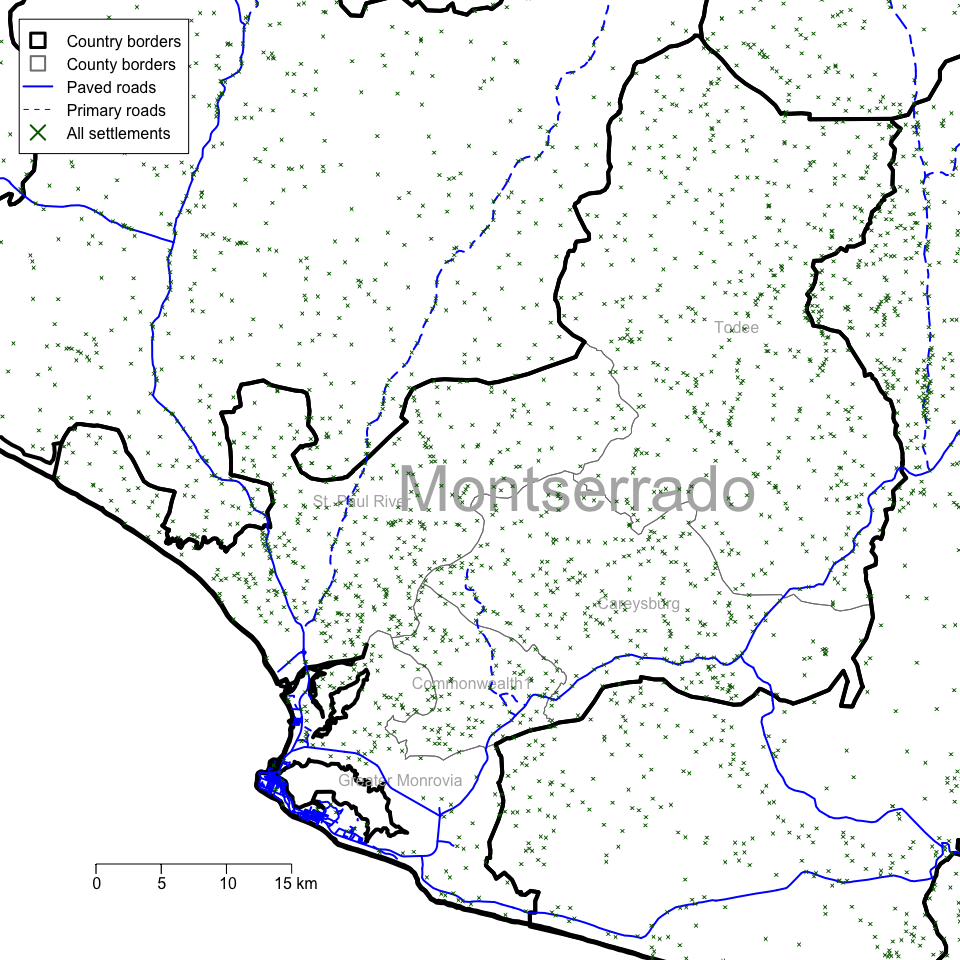 Country borders
County borders
Paved roads
Primary roads
All settlements
Todee
Montserrado
St. Paul River
Careysburg
Commonwealth1
Greater Monrovia
0 5 10 15 km